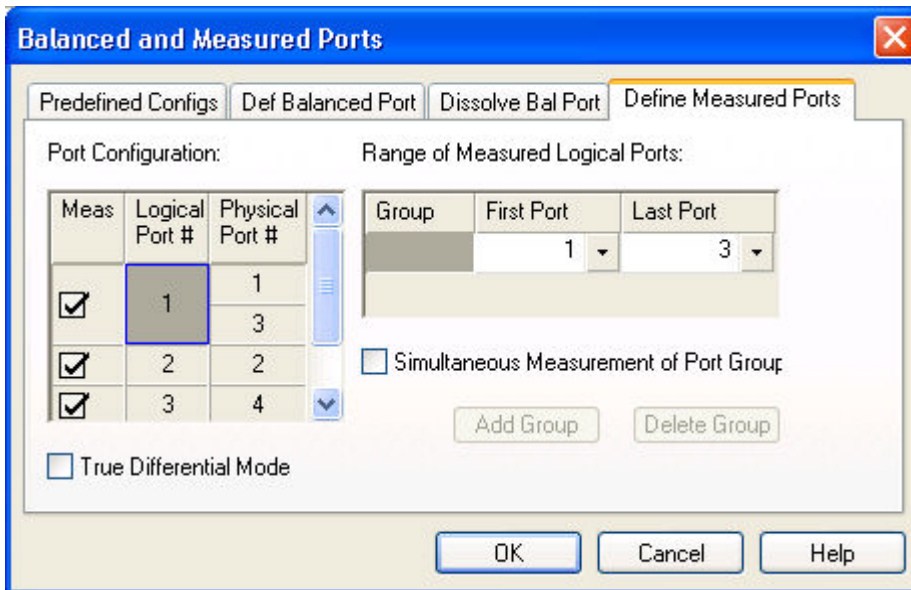 Balanced and Measured Ports
Predefined Configs Def Balanced Port Dissolve Bal Port Define Measured Ports
Port Configuration: Range of Measured Logical Ports:
Meas Logical Port # Physical Port #
1 1
3
2 2
3 4
Group First Port Last Port
1 3
Simultaneous Measurement of Port Group
Add Group Delete Group
True Differential Mode
OK Cancel Help